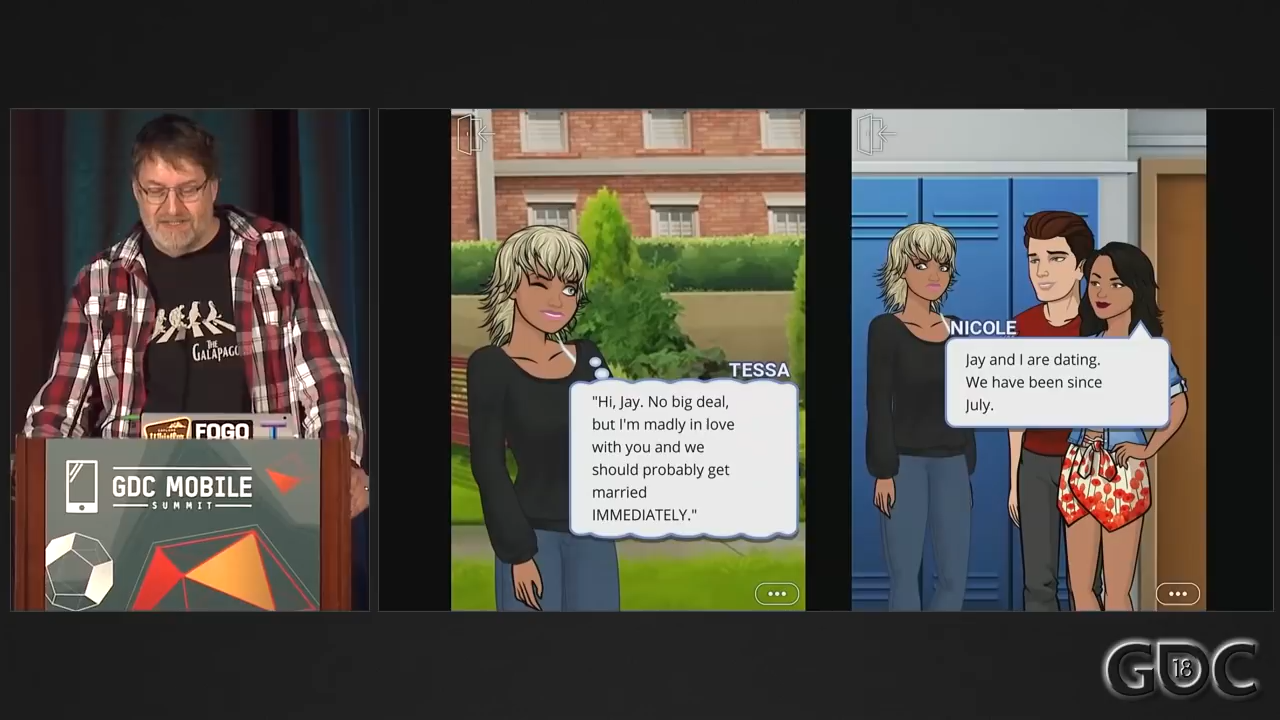 THE
GALAPAGO
FOGO
GDC MOBILE
SUMMIT
TESSA
"Hi, Jay. No big deal,
but I'm madly in love
with you and we
should probably get
married
IMMEDIATELY."
NICOLE
Jay and I are dating.
We have been since
July.
GDC
18